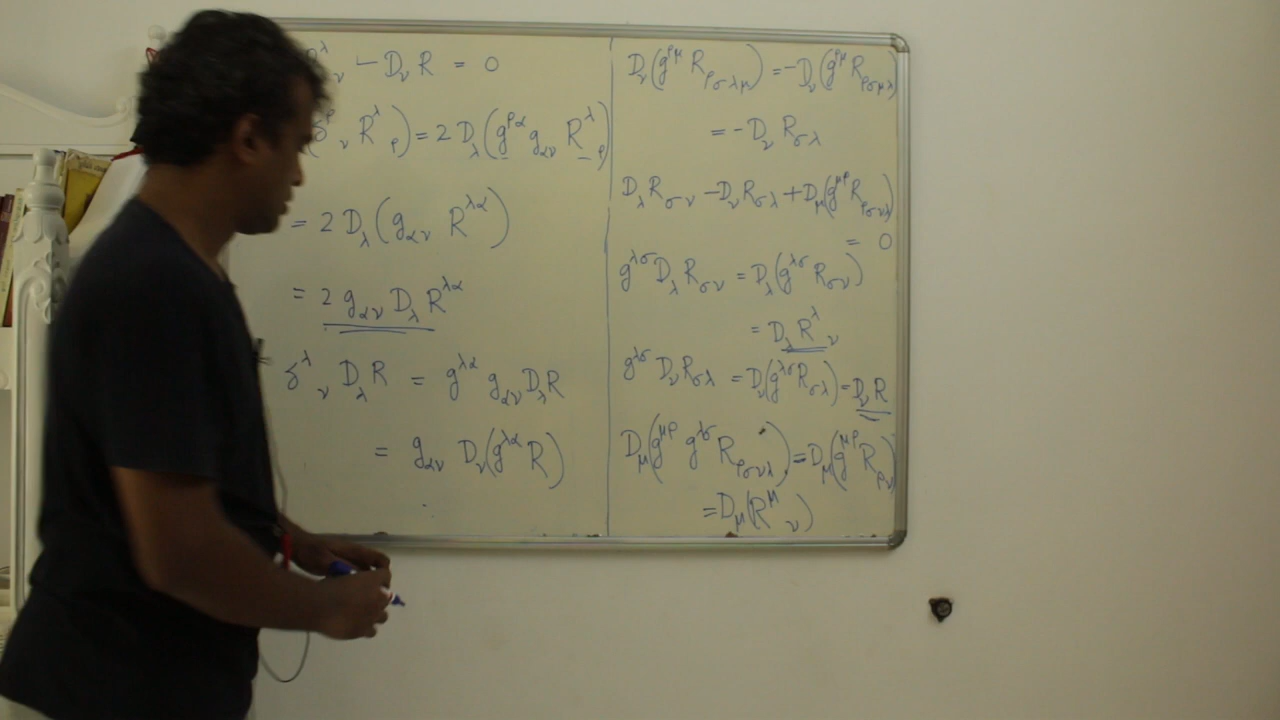 R^λ_ν − D_ν R = 0
(δ^ρ_ν R^λ_ρ) = 2 D_λ(g^{ρα} g_{αν} R^λ_ρ)
= 2 D_λ(g_{αν} R^{λα})
= 2 g_{αν} D_λ R^{λα}
δ^λ_ν D_λ R = g^{λα} g_{αν} D_λ R
= g_{αν} D_ν(g^{λα} R)
D_ν(g^{ρμ} R_{ρσλμ}) = −D_ν(g^{ρμ} R_{ρσμλ})
= −D_ν R_{σλ}
D_λ R_{σν} − D_ν R_{σλ} + D_μ(g^{μρ} R_{ρσνλ})
= 0
g^{λσ} D_λ R_{σν} = D_λ(g^{λσ} R_{σν})
= D_λ R^λ_ν
g^{λσ} D_ν R_{σλ} = D_ν(g^{λσ} R_{σλ}) = D_ν R
D_μ(g^{μρ} g^{λσ} R_{ρσνλ}) = D_μ(g^{μρ} R_{ρν})
= D_μ(R^μ_ν)